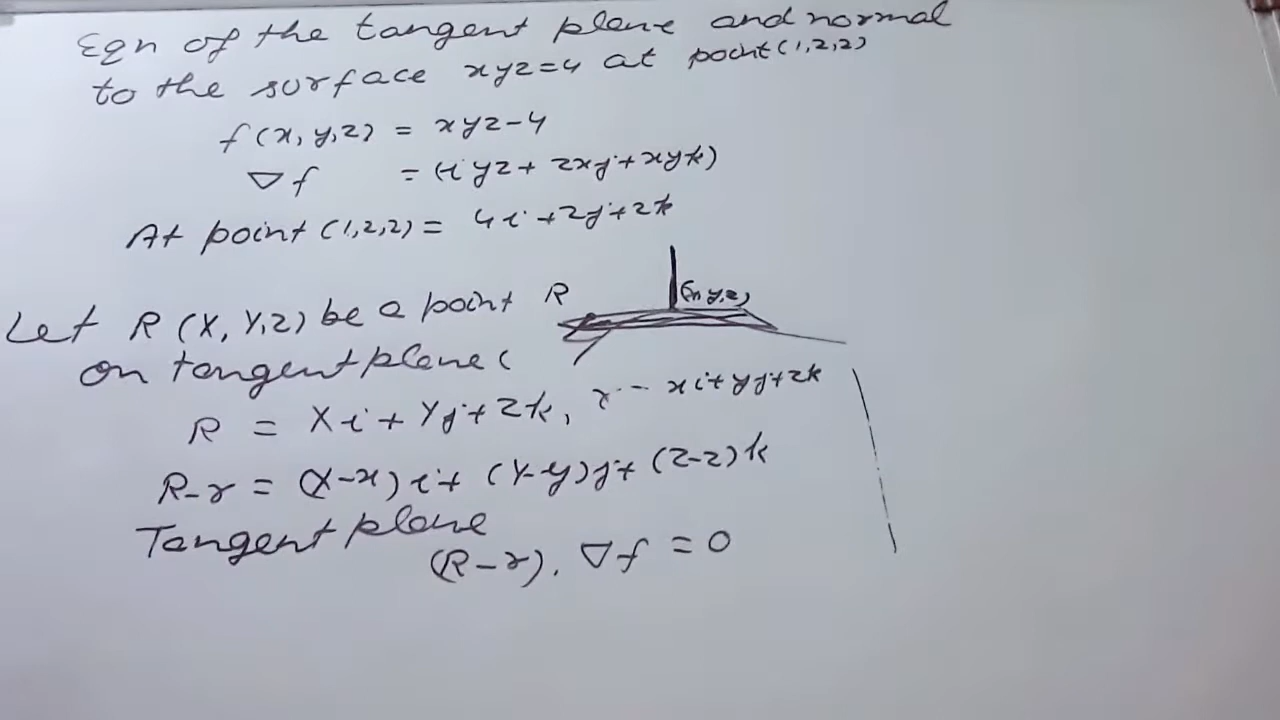 Eqn of the tangent plane and normal
to the surface xyz=4 at point(1,2,2)
f(x,y,z) = xyz-4
∇f = (i yz + zxj + xyk)
At point (1,2,2) = 4i + 2j + 2k
Let R (X, Y, Z) be a point R (x, y, z)
on tangent plane (
R = Xi + Yj + Zk, r -- xi + yj + zk
R-r = (X-x)i + (Y-y)j + (Z-z)k
Tangent plane
(R-r). ∇f = 0